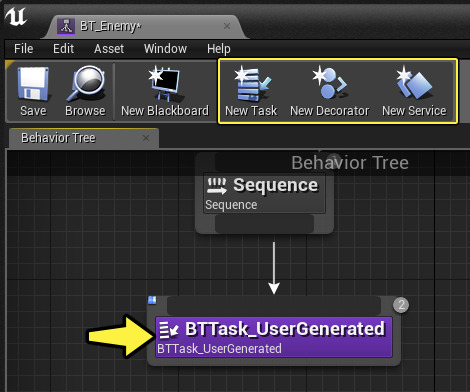 BT_Enemy*
File Edit Asset Window Help
Save Browse New Blackboard New Task New Decorator New Service
Behavior Tree
Behavior Tree
Sequence
Sequence
2
BTTask_UserGenerated
BTTask_UserGenerated